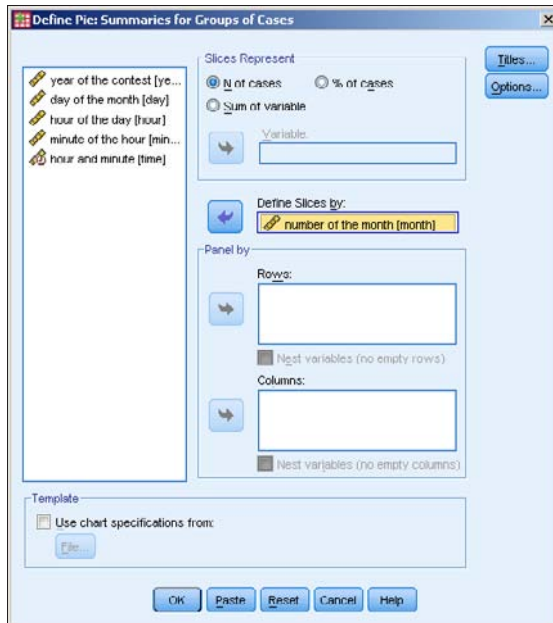 Define Pie: Summaries for Groups of Cases
year of the contest [ye...
day of the month [day]
hour of the day [hour]
minute of the hour [min...
hour and minute [time]
Slices Represent
N of cases
% of cases
Sum of variable
Variable:
Define Slices by:
number of the month [month]
Panel by
Rows:
Nest variables (no empty rows)
Columns:
Nest variables (no empty columns)
Titles...
Options...
Template
Use chart specifications from:
File...
OK Paste Reset Cancel Help